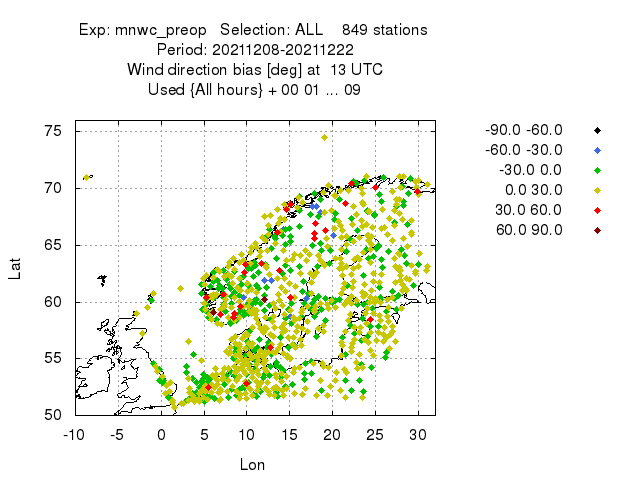 Exp: mnwc_preop Selection: ALL 849 stations
Period: 20211208-20211222
Wind direction bias [deg] at 13 UTC
Used {All hours} + 00 01 ... 09
-90.0 -60.0
-60.0 -30.0
-30.0 0.0
0.0 30.0
30.0 60.0
60.0 90.0
Lat
75
70
65
60
55
50
-10 -5 0 5 10 15 20 25 30
Lon